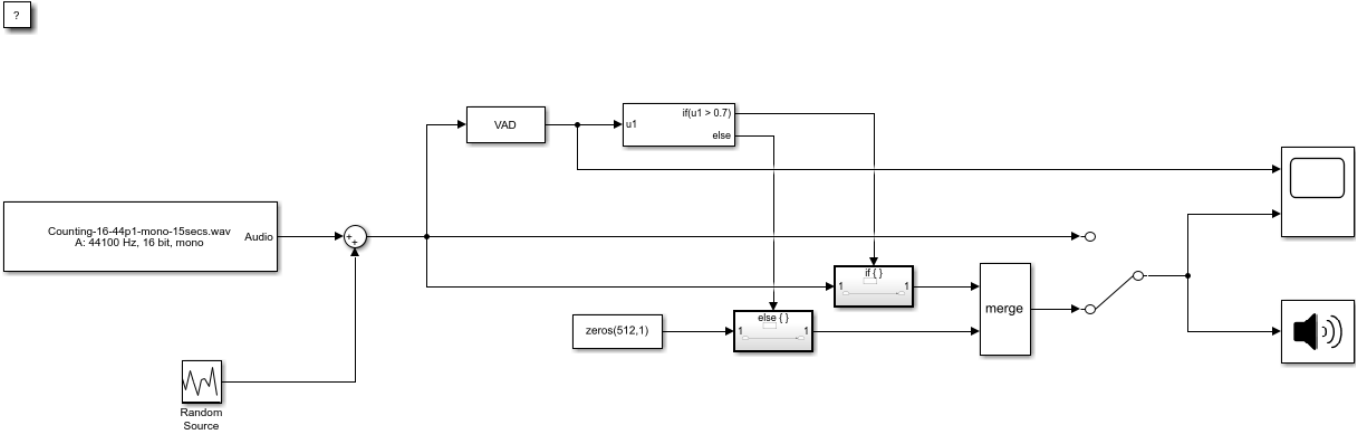 ?
VAD
u1
if(u1 > 0.7)
else
Counting-16-44p1-mono-15secs.wav
A: 44100 Hz, 16 bit, mono
Audio
+
+
if { }
1
1
merge
zeros(512,1)
else { }
1
1
Random
Source